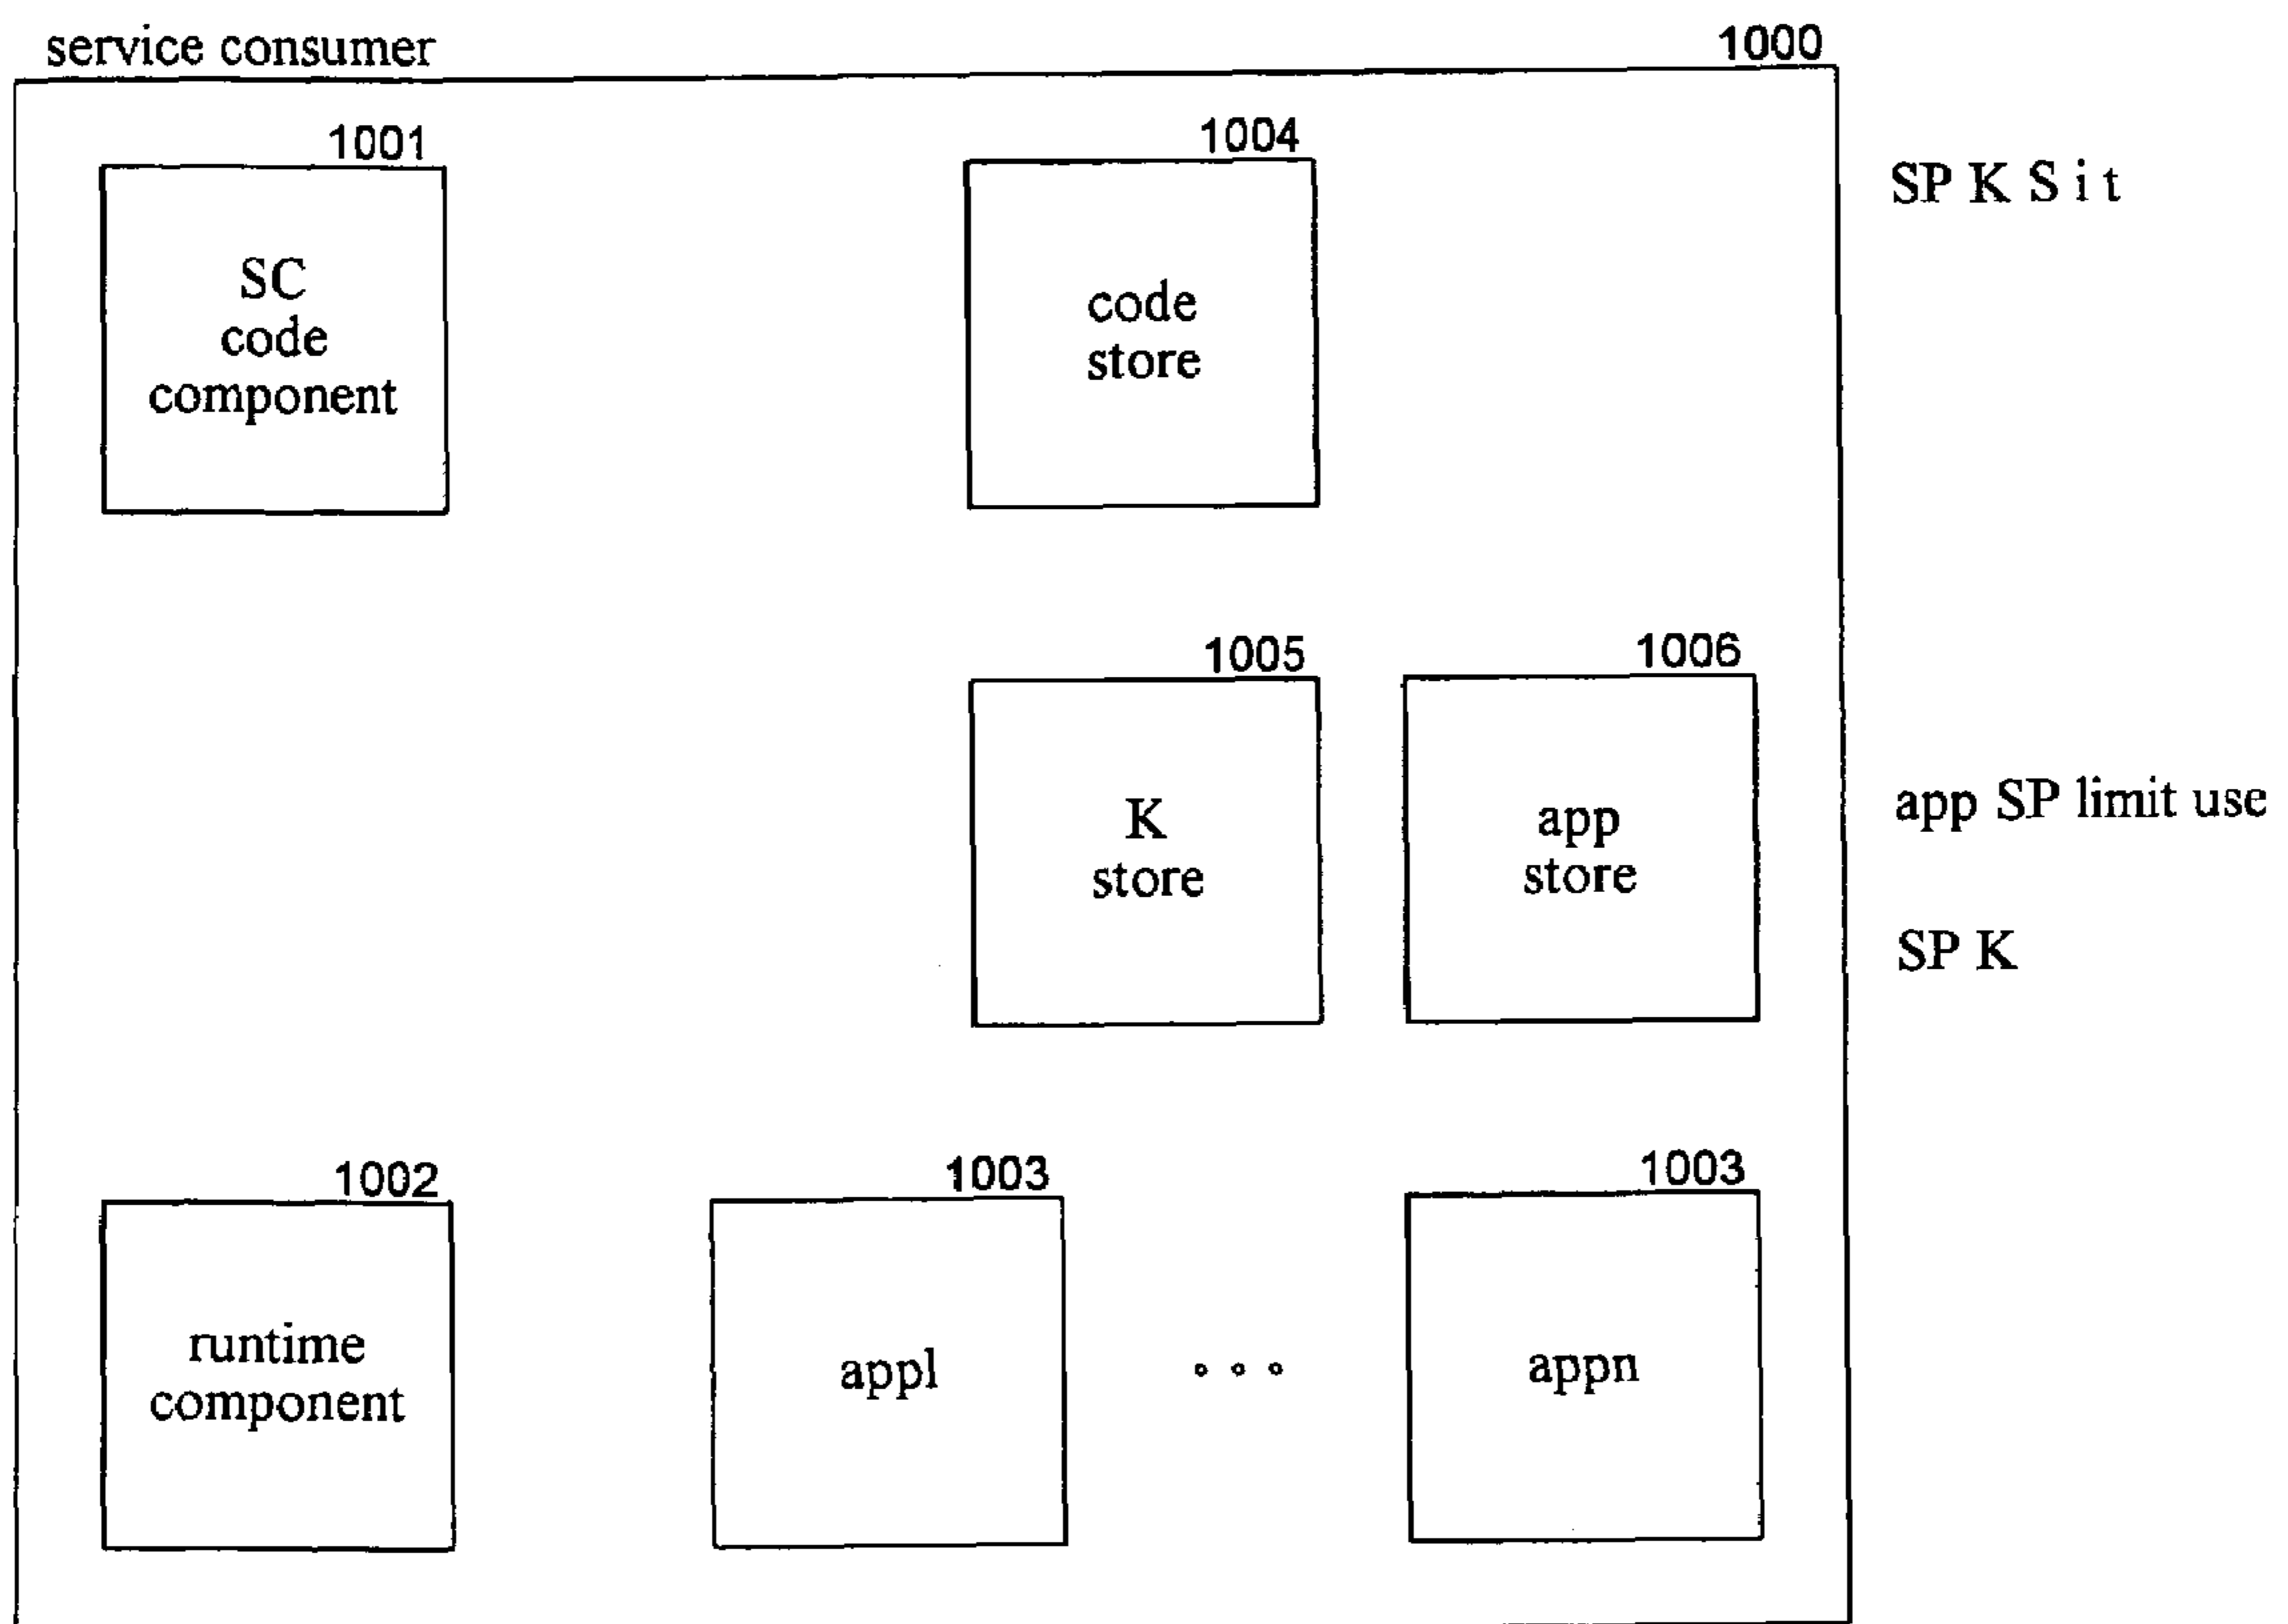 service consumer 1000
1001
SC
code
component
1004
code
store
SP K S i t
1005
K
store
1006
app
store
app SP limit use
SP K
1002
runtime
component
1003
appl
• • •
1003
appn